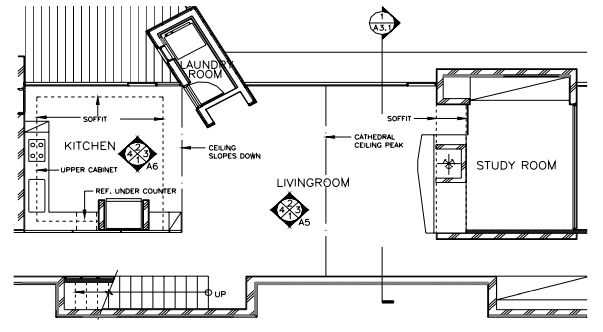 1
A3.1
LAUNDRY
ROOM
SOFFIT
SOFFIT
KITCHEN
CEILING
SLOPES DOWN
CATHEDRAL
CEILING PEAK
2
4 3
1
A6
STUDY ROOM
UPPER CABINET
LIVINGROOM
REF. UNDER COUNTER
2
4 3
1
A5
UP